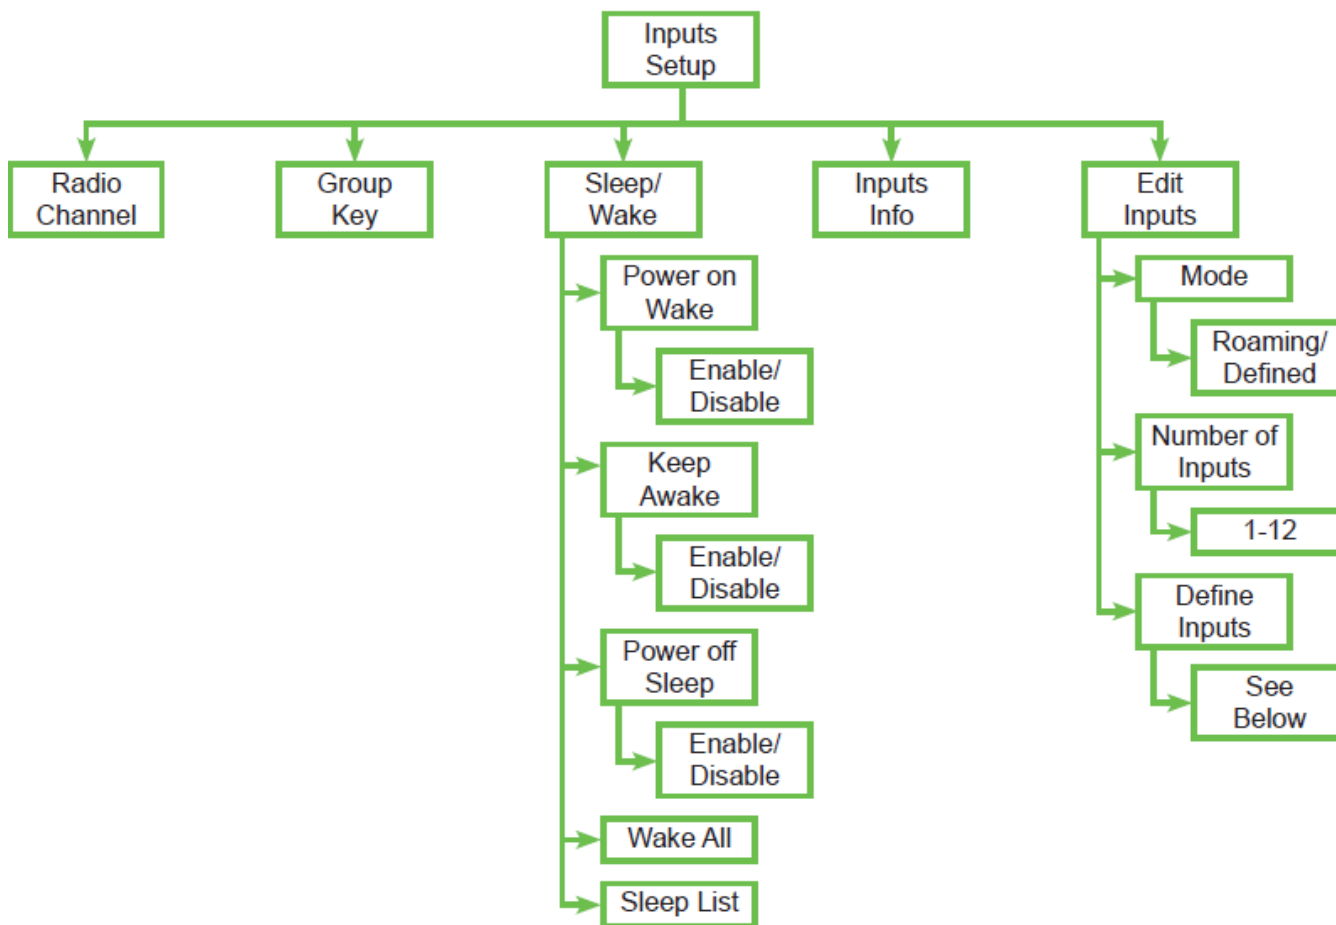 Inputs
Setup
Radio
Channel
Group
Key
Sleep/
Wake
Inputs
Info
Edit
Inputs
Power on
Wake
Enable/
Disable
Keep
Awake
Enable/
Disable
Power off
Sleep
Enable/
Disable
Wake All
Sleep List
Mode
Roaming/
Defined
Number of
Inputs
1-12
Define
Inputs
See
Below